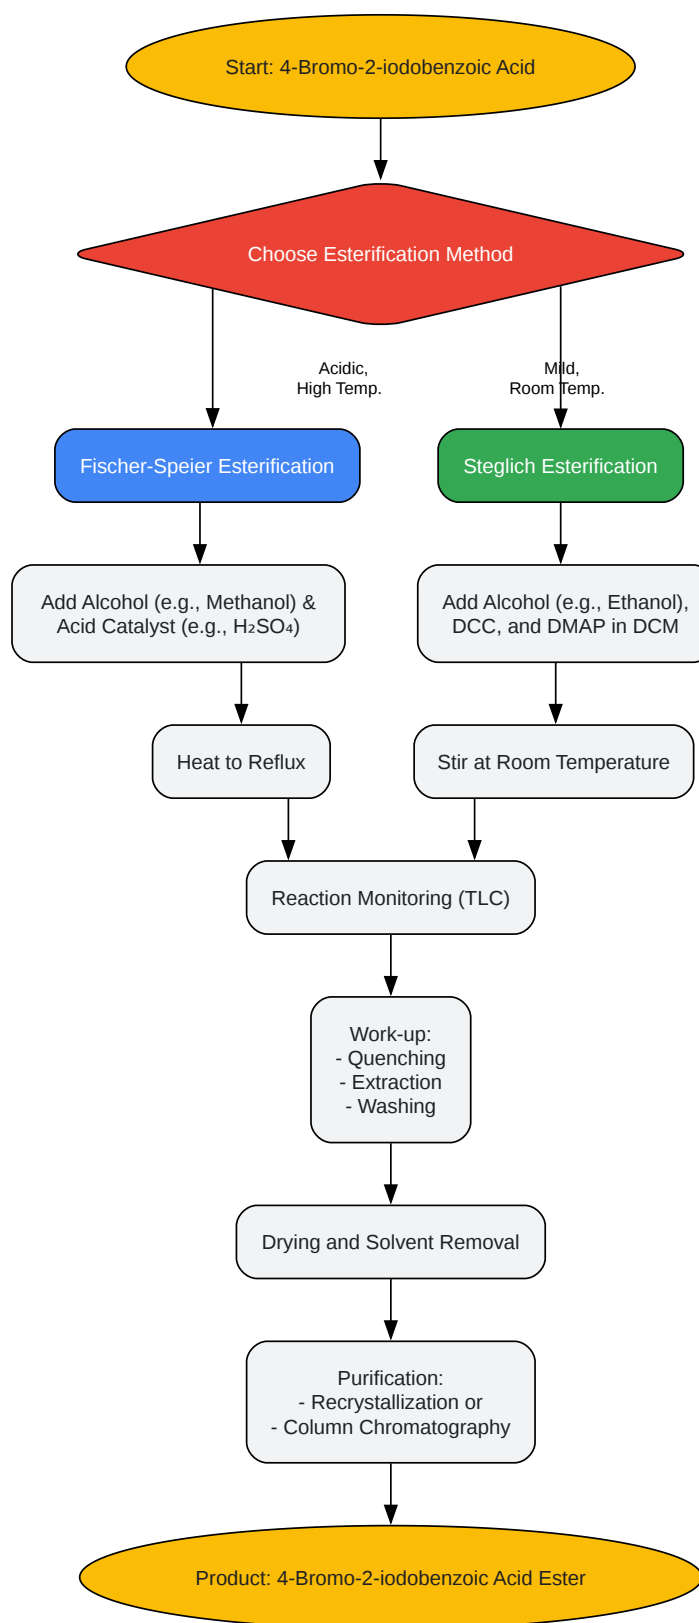 Start: 4-Bromo-2-iodobenzoic Acid
Choose Esterification Method
Acidic,
High Temp.
Mild,
Room Temp.
Fischer-Speier Esterification
Steglich Esterification
Add Alcohol (e.g., Methanol) &
Acid Catalyst (e.g., H₂SO₄)
Add Alcohol (e.g., Ethanol),
DCC, and DMAP in DCM
Heat to Reflux
Stir at Room Temperature
Reaction Monitoring (TLC)
Work-up:
- Quenching
- Extraction
- Washing
Drying and Solvent Removal
Purification:
- Recrystallization or
- Column Chromatography
Product: 4-Bromo-2-iodobenzoic Acid Ester